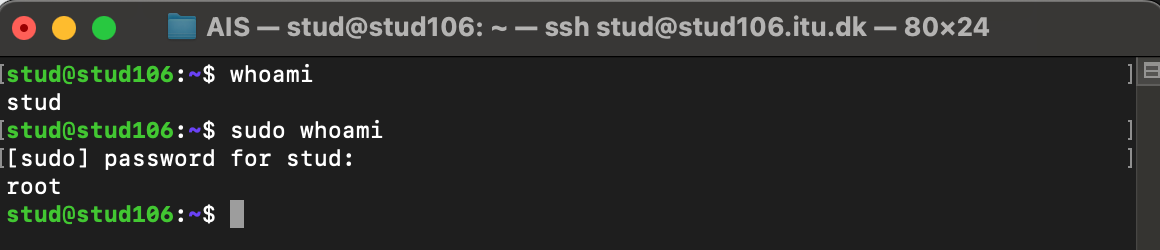 AIS — stud@stud106: ~ — ssh stud@stud106.itu.dk — 80×24
[stud@stud106:~$ whoami ]
stud
[stud@stud106:~$ sudo whoami ]
[[sudo] password for stud: ]
root
stud@stud106:~$